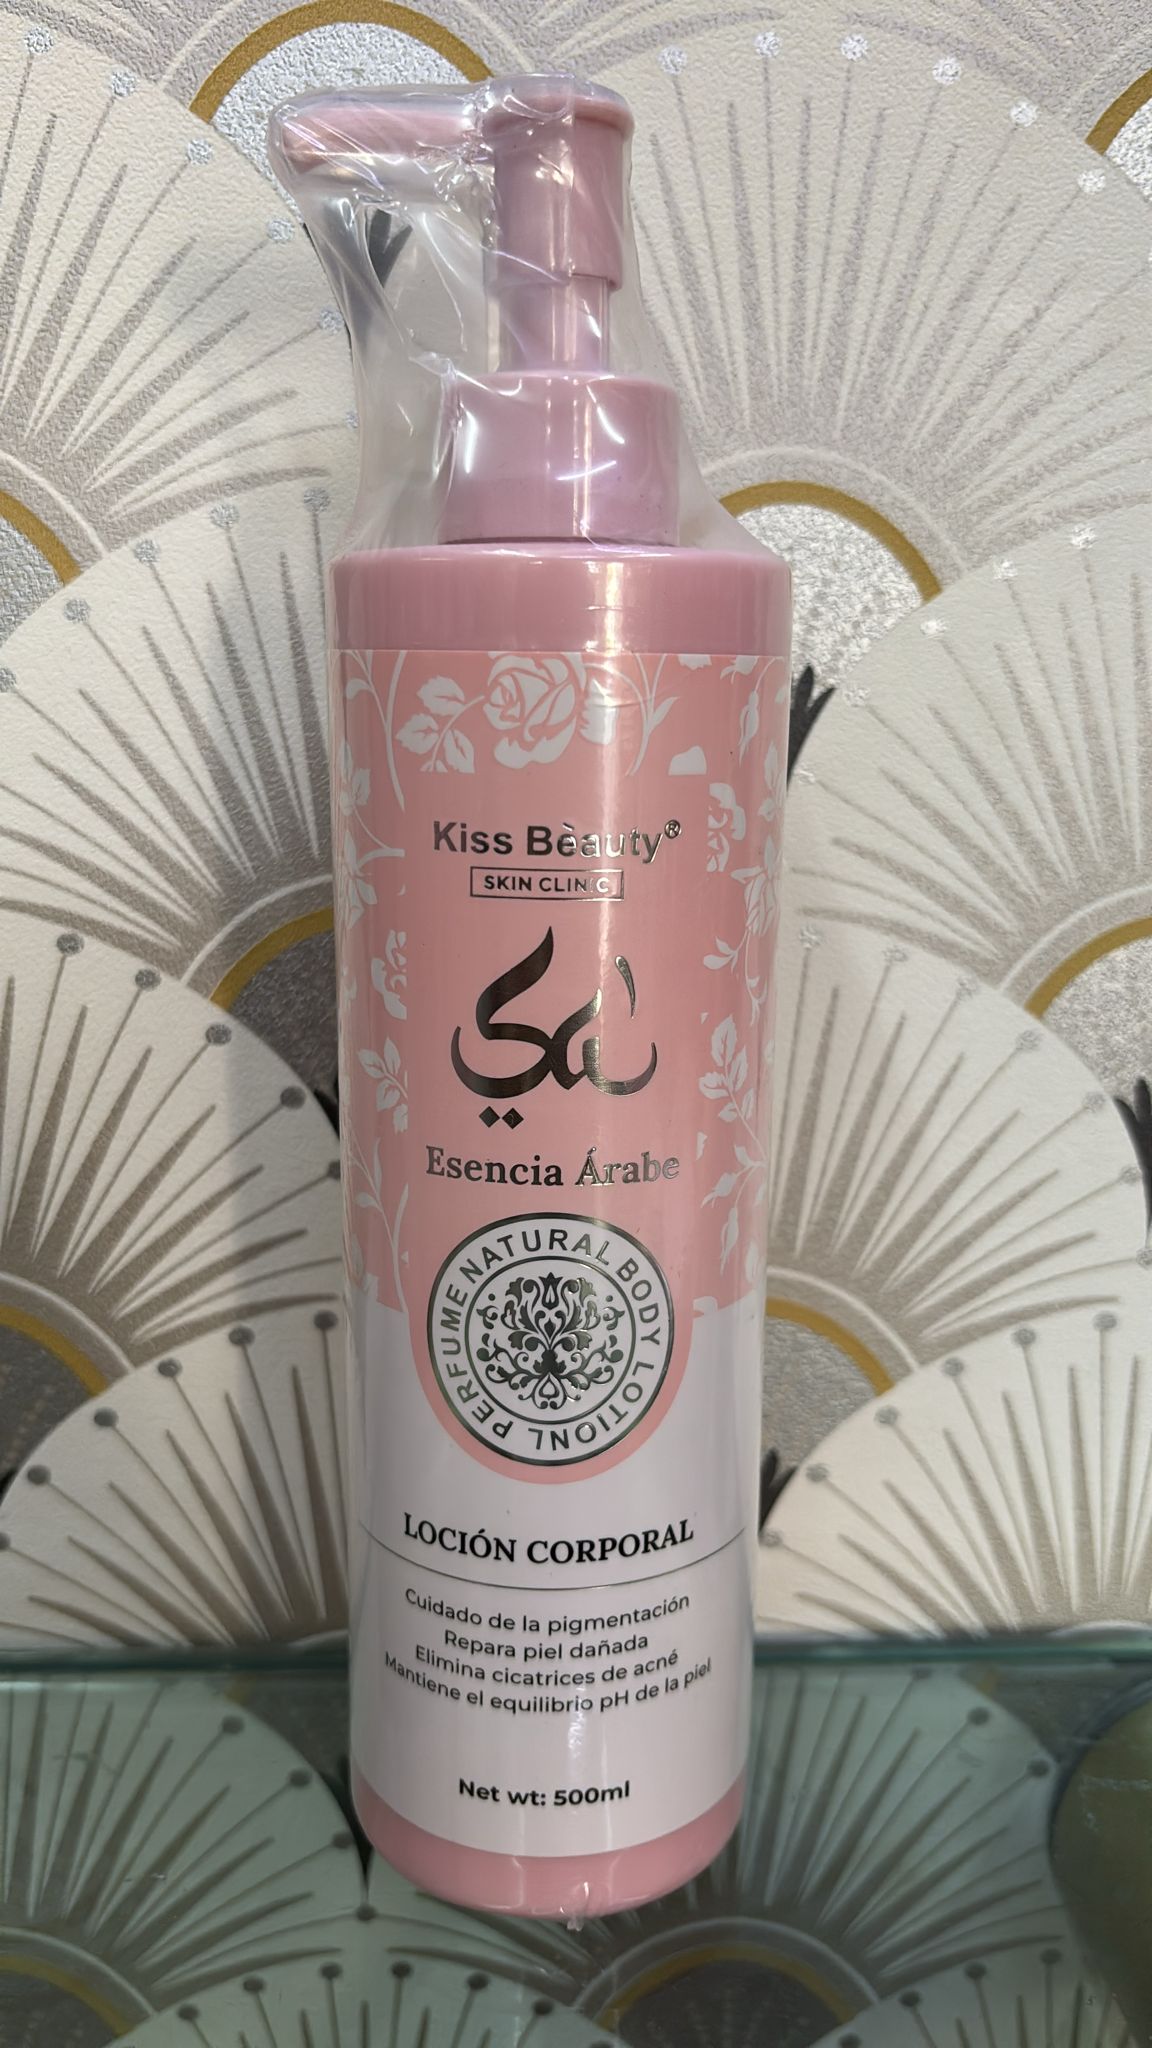 Kiss Bèauty®
SKIN CLINIC
Sa'
Esencia Árabe
PERFUME NATURAL BODY LOTIONL
LOCIÓN CORPORAL
Cuidado de la pigmentación
Repara piel dañada
Elimina cicatrices de acné
Mantiene el equilibrio pH de la piel
Net wt: 500ml